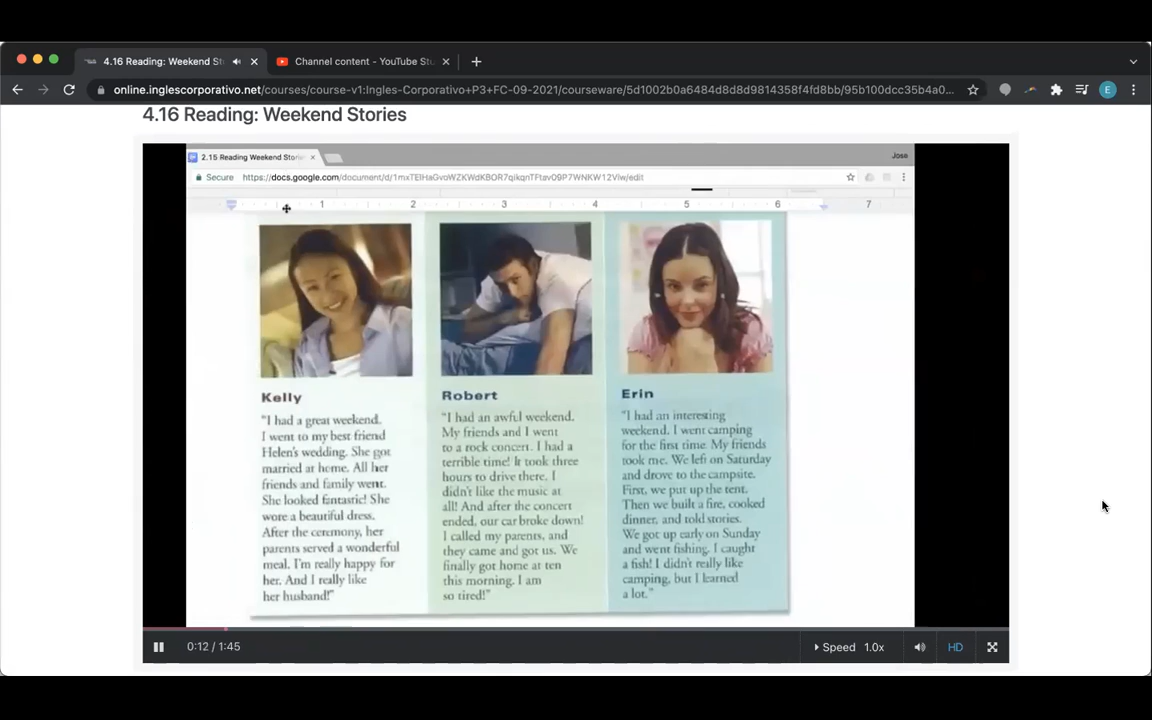 4.16 Reading: Weekend St
Channel content - YouTube Stu
online.inglescorporativo.net/courses/course-v1:Ingles-Corporativo+P3+FC-09-2021/courseware/5d1002b0a6484d8d8d9814358f4fd8bb/95b100dcc35b4a0...
E
4.16 Reading: Weekend Stories
2.15 Reading Weekend Storie
Jose
Secure
https://docs.google.com/document/d/
1 2 3 4 5 6 7
Kelly
"I had a great weekend.
I went to my best friend
Helen's wedding. She got
married at home. All her
friends and family went.
She looked fantastic! She
wore a beautiful dress.
After the ceremony, her
parents served a wonderful
meal. I'm really happy for
her. And I really like
her husband!"
Robert
"I had an awful weekend.
My friends and I went
to a rock concert. I had a
terrible time! It took three
hours to drive there. I
didn't like the music at
all! And after the concert
ended, our car broke down!
I called my parents, and
they came and got us. We
finally got home at ten
this morning. I am
so tired!"
Erin
"I had an interesting
weekend. I went camping
for the first time. My friends
took me. We left on Saturday
and drove to the campsite.
First, we put up the tent.
Then we built a fire, cooked
dinner, and told stories.
We got up early on Sunday
and went fishing. I caught
a fish! I didn't really like
camping, but I learned
a lot."
0:12 / 1:45
Speed 1.0x
HD